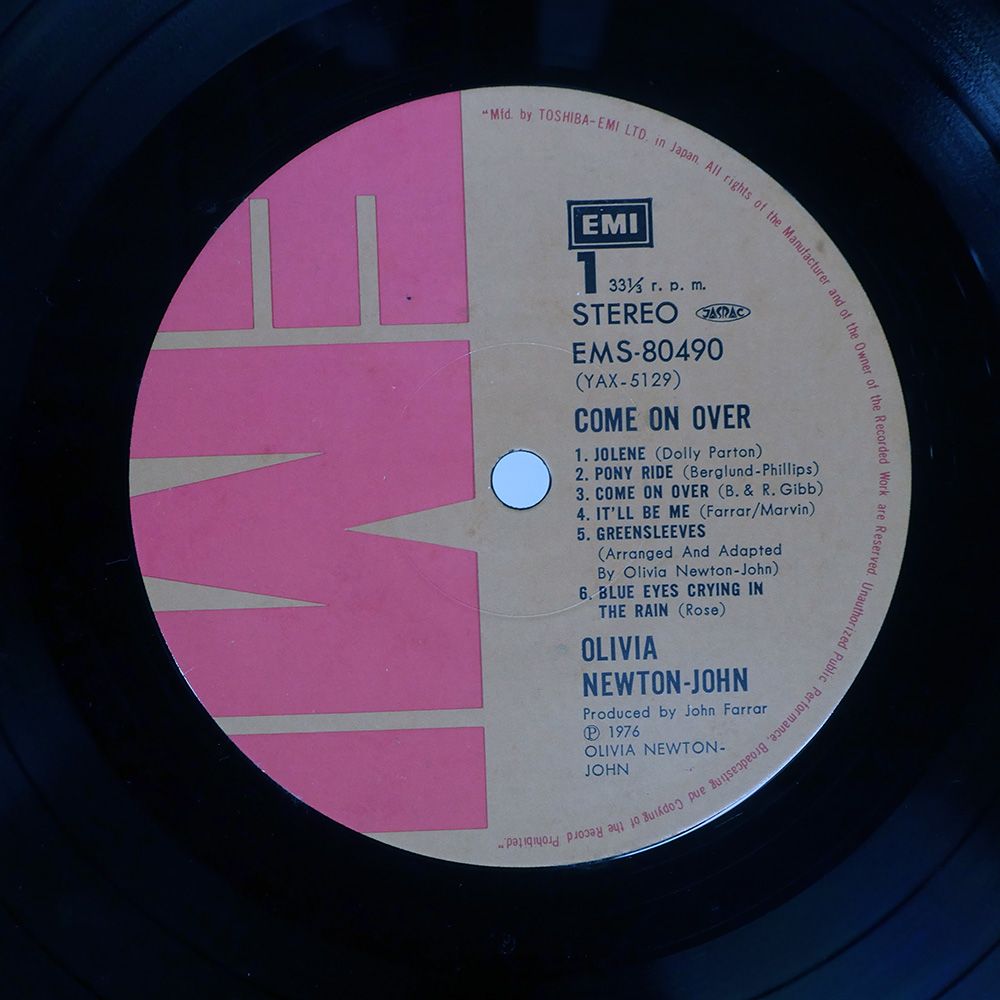 "Mfd. by TOSHIBA-EMI LTD. in Japan. All rights of the Manufacturer and of the Owner of the Recorded Work are Reserved. Unauthorized Public Performance, Broadcasting and Copying of the Record Prohibited."
EMI
EMI
1 33⅓ r. p. m.
STEREO JASRAC
EMS-80490
(YAX-5129)
COME ON OVER
1. JOLENE (Dolly Parton)
2. PONY RIDE (Berglund-Phillips)
3. COME ON OVER (B. & R. Gibb)
4. IT'LL BE ME (Farrar/Marvin)
5. GREENSLEEVES
(Arranged And Adapted
By Olivia Newton-John)
6. BLUE EYES CRYING IN
THE RAIN (Rose)
OLIVIA
NEWTON-JOHN
Produced by John Farrar
Ⓟ 1976
OLIVIA NEWTON-
JOHN